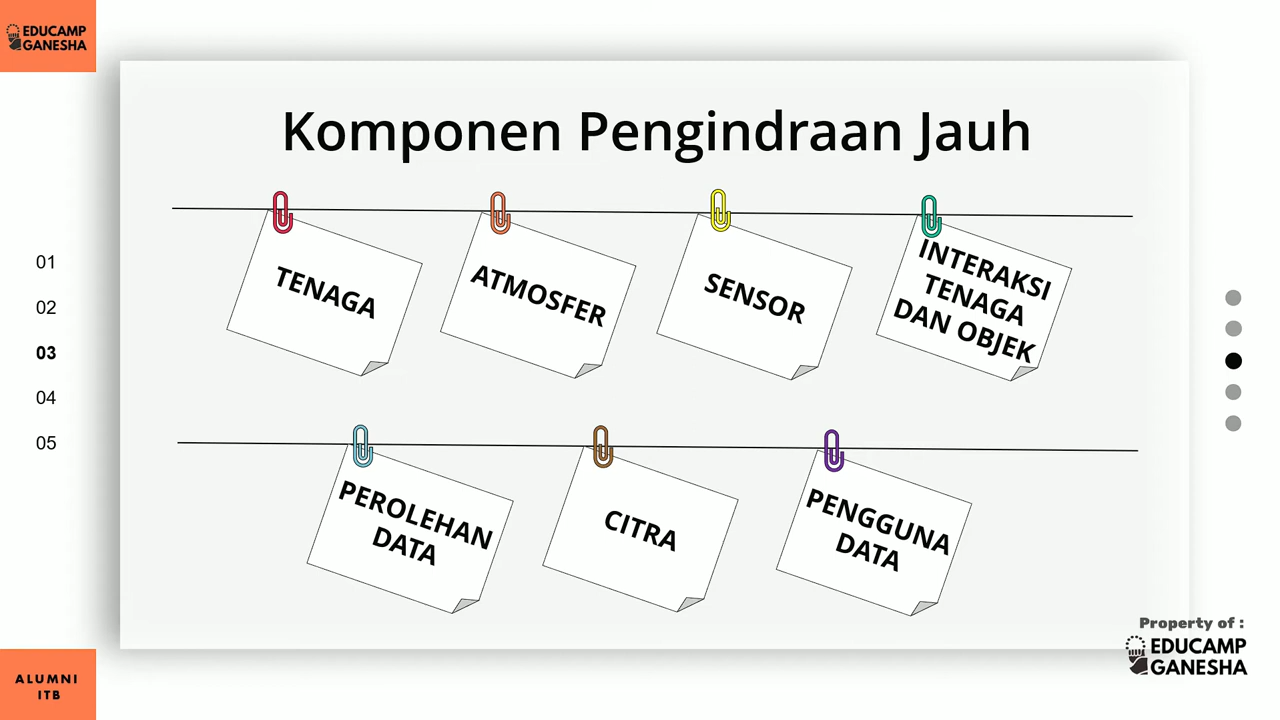 EDUCAMP
GANESHA
Komponen Pengindraan Jauh
TENAGA
ATMOSFER
SENSOR
INTERAKSI
TENAGA
DAN OBJEK
01
02
03
04
05
PEROLEHAN
DATA
CITRA
PENGGUNA
DATA
Property of :
EDUCAMP
GANESHA
ALUMNI
ITB